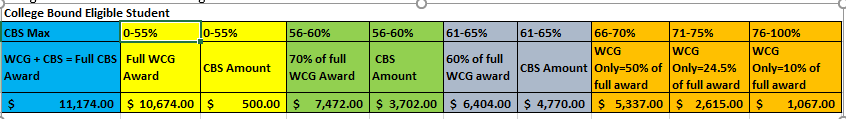 College Bound Eligible Student
CBS Max 0-55% 0-55% 56-60% 56-60% 61-65% 61-65% 66-70% 71-75% 76-100%
WCG + CBS = Full CBS Award Full WCG Award CBS Amount 70% of full WCG Award CBS Amount 60% of full WCG award CBS Amount WCG Only=50% of full award WCG Only=24.5% of full award WCG Only=10% of full award
$ 11,174.00 $ 10,674.00 $ 500.00 $ 7,472.00 $ 3,702.00 $ 6,404.00 $ 4,770.00 $ 5,337.00 $ 2,615.00 $ 1,067.00